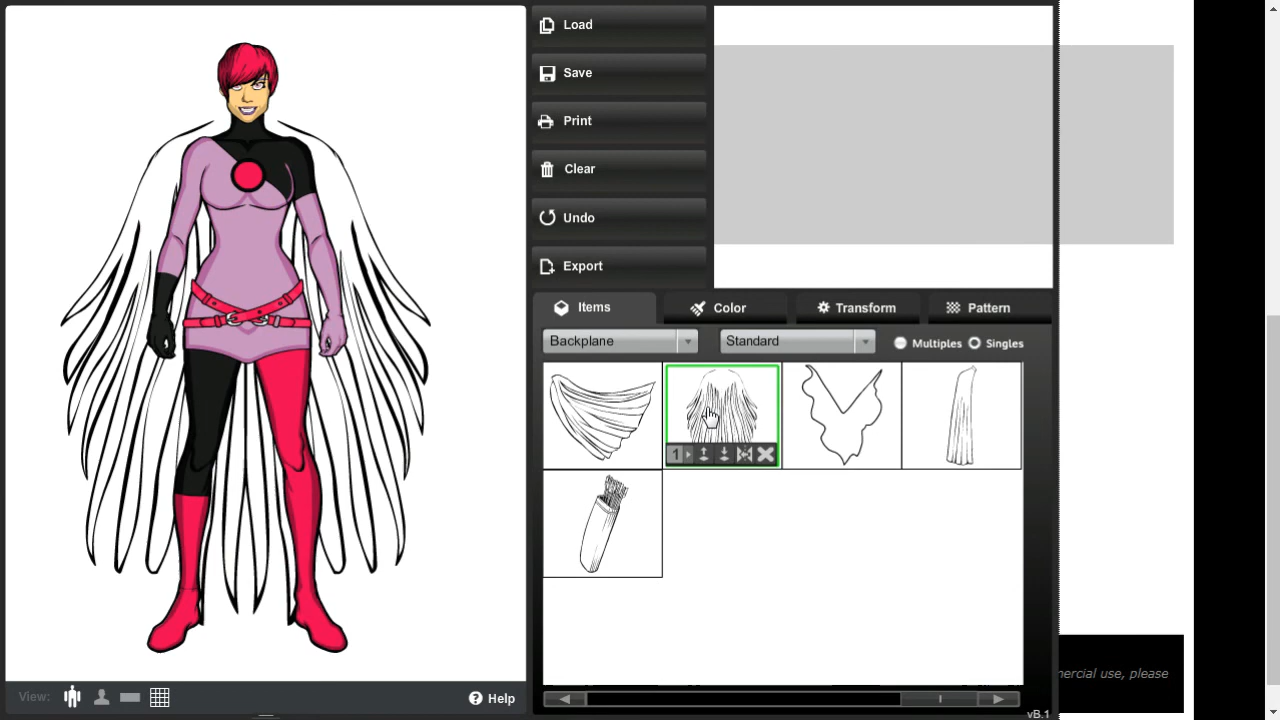 Load
Save
Print
Clear
Undo
Export
Items
Color
Transform
Pattern
Backplane
Standard
Multiples
Singles
1
View:
Help
mercial use, please
vB.1